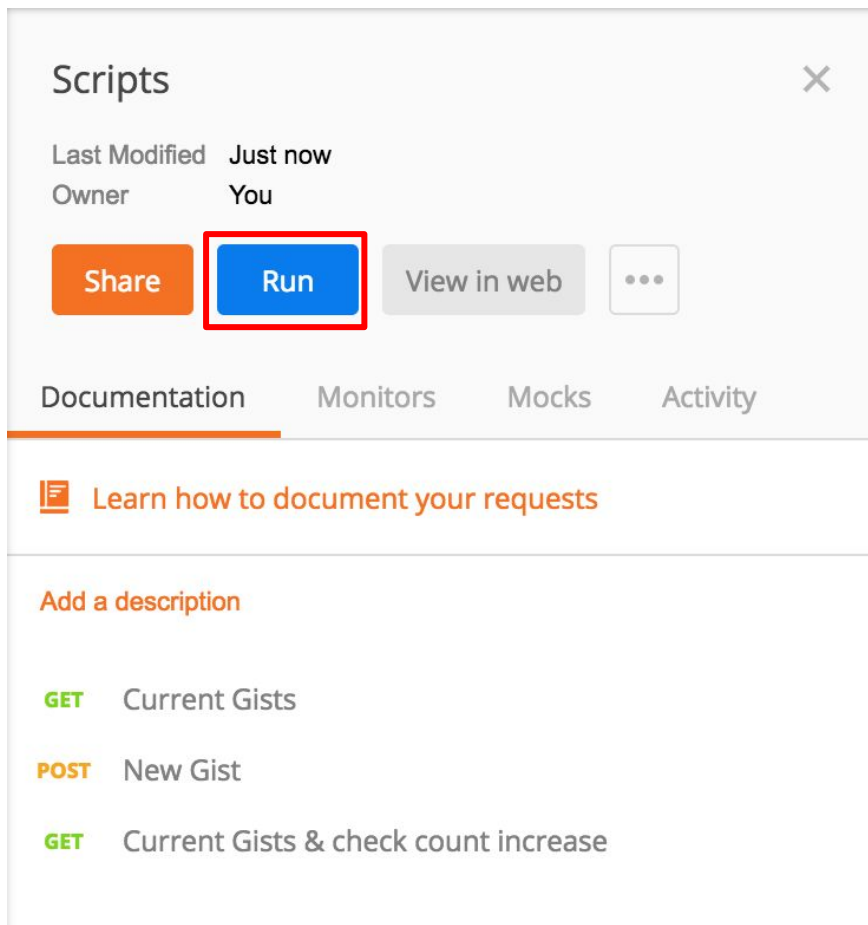 Scripts
Last Modified Just now
Owner You
Share Run View in web
Documentation Monitors Mocks Activity
Learn how to document your requests
Add a description
GET Current Gists
POST New Gist
GET Current Gists & check count increase